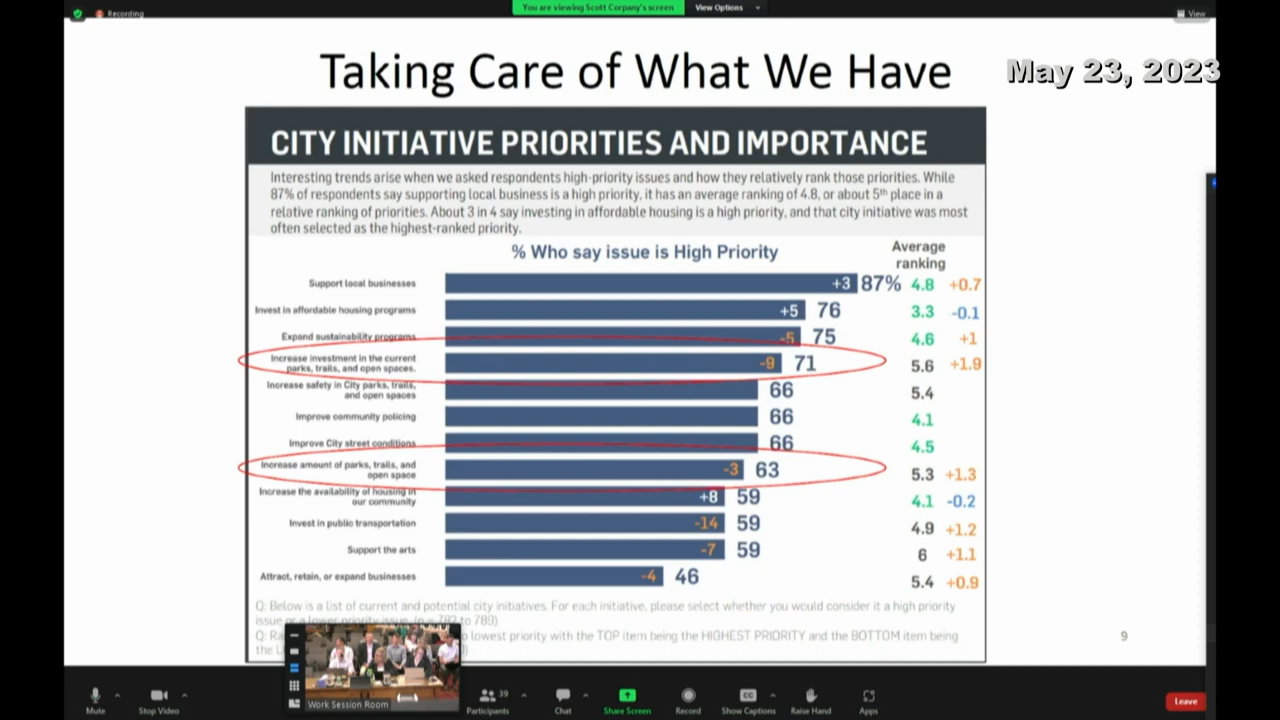 Recording
You are viewing Scott Corpany's screen
View Options
View
Taking Care of What We Have
May 23, 2023
CITY INITIATIVE PRIORITIES AND IMPORTANCE
Interesting trends arise when we asked respondents high-priority issues and how they relatively rank those priorities. While
87% of respondents say supporting local business is a high priority, it has an average ranking of 4.8, or about 5th place in a
relative ranking of priorities. About 3 in 4 say investing in affordable housing is a high priority, and that city initiative was most
often selected as the highest-ranked priority.
% Who say issue is High Priority
Average
ranking
Support local businesses +3 87% 4.8 +0.7
Invest in affordable housing programs +5 76 3.3 -0.1
Expand sustainability programs -5 75 4.6 +1
Increase investment in the current
parks, trails, and open spaces. -9 71 5.6 +1.9
Increase safety in City parks, trails,
and open spaces 66 5.4
Improve community policing 66 4.1
Improve City street conditions 66 4.5
Increase amount of parks, trails, and
open space -3 63 5.3 +1.3
Increase the availability of housing in
our community +8 59 4.1 -0.2
Invest in public transportation -14 59 4.9 +1.2
Support the arts -7 59 6 +1.1
Attract, retain, or expand businesses -4 46 5.4 +0.9
Q: Below is a list of current and potential city initiatives. For each initiative, please select whether you would consider it a high priority
issue or a lower priority issue. (n = 782 to 789)
Q: lowest priority with the TOP item being the HIGHEST PRIORITY and the BOTTOM item being
the
9
Work Session Room
Mute
Stop Video
Participants
39
Chat
Share Screen
Record
CC
Show Captions
Raise Hand
Apps
Leave